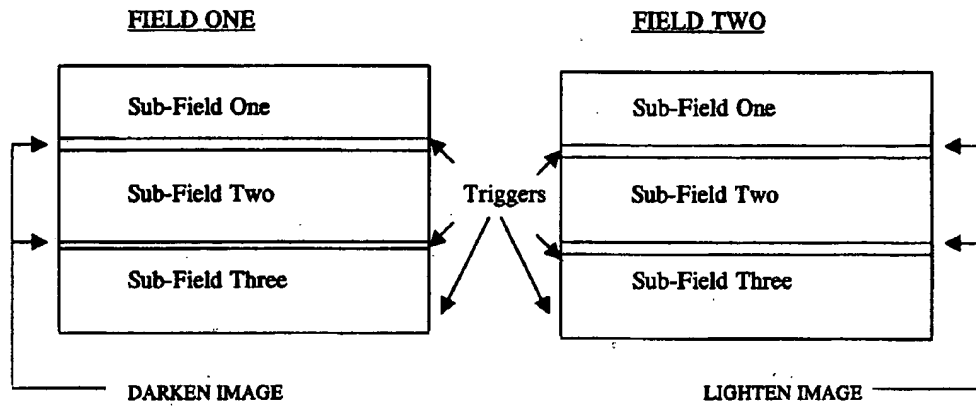 FIELD ONE
FIELD TWO
Sub-Field One
Sub-Field One
Sub-Field Two
Triggers
Sub-Field Two
Sub-Field Three
Sub-Field Three
DARKEN IMAGE
LIGHTEN IMAGE